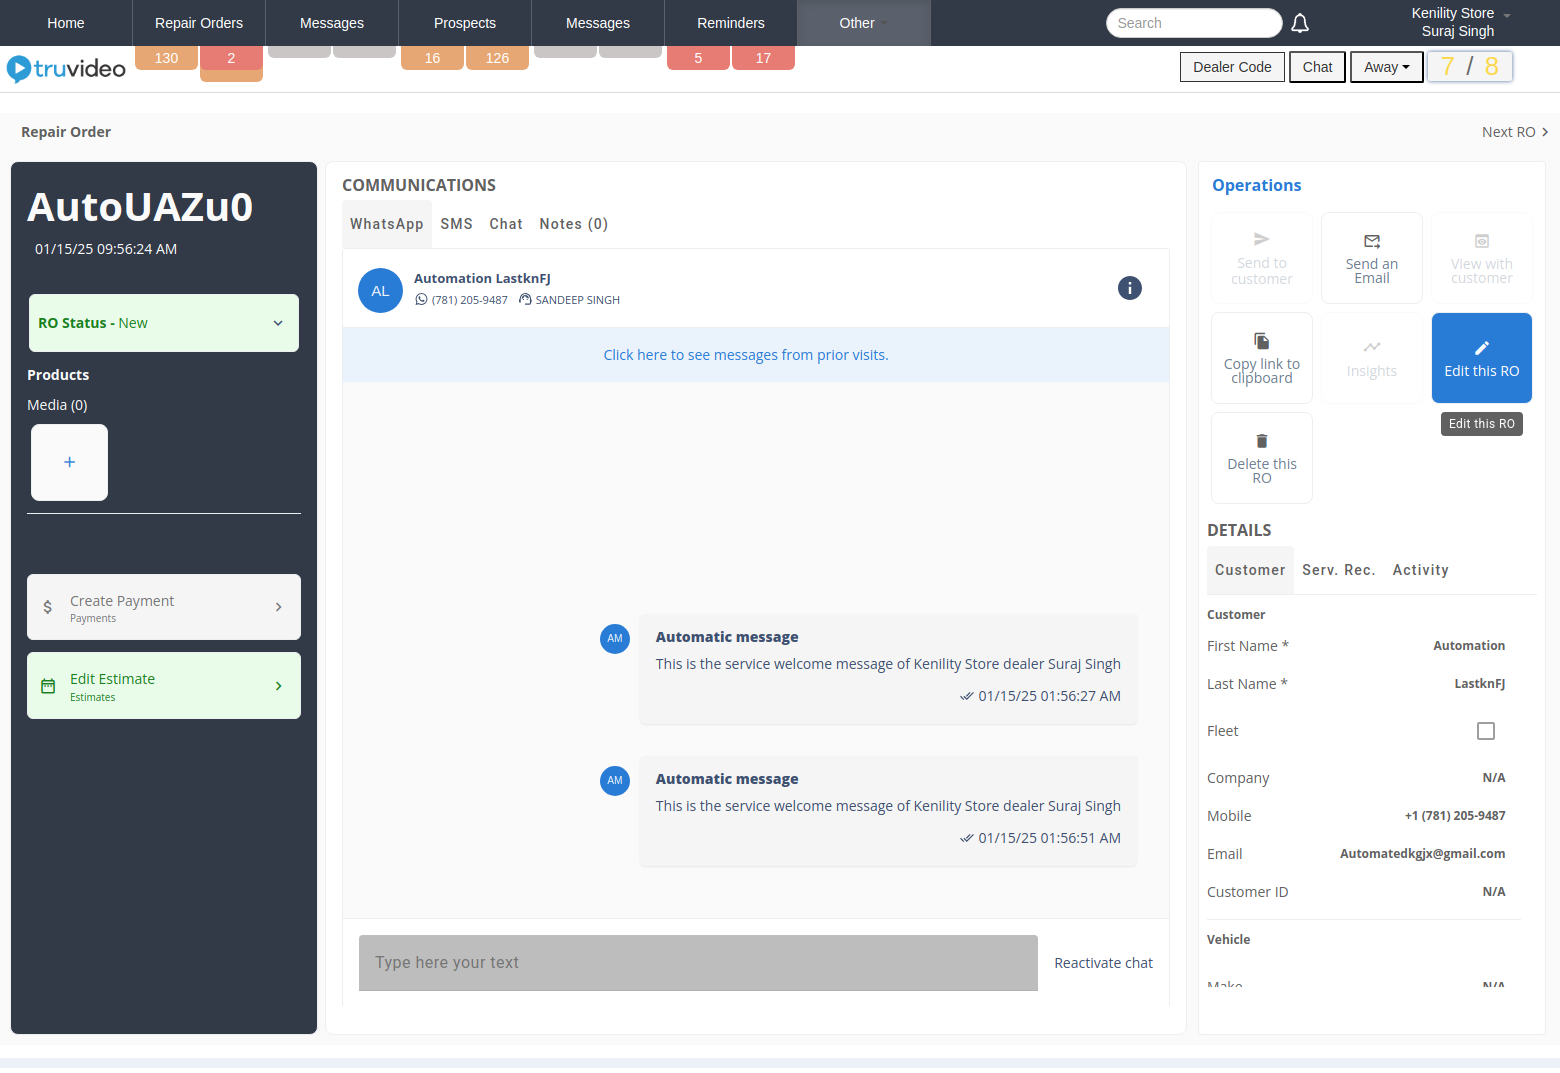 Home
Repair Orders
Messages
Prospects
Messages
Reminders
Other
Search
Kenility Store
Suraj Singh
truvideo
130
2
16
126
5
17
Dealer Code
Chat
Away
7 / 8
Repair Order
Next RO
AutoUAZu0
01/15/25 09:56:24 AM
RO Status - New
Products
Media (0)
+
$
Create Payment
Payments
Edit Estimate
Estimates
COMMUNICATIONS
WhatsApp
SMS
Chat
Notes (0)
AL
Automation LastknFJ
(781) 205-9487
SANDEEP SINGH
i
Click here to see messages from prior visits.
AM
Automatic message
This is the service welcome message of Kenility Store dealer Suraj Singh
01/15/25 01:56:27 AM
AM
Automatic message
This is the service welcome message of Kenility Store dealer Suraj Singh
01/15/25 01:56:51 AM
Type here your text
Reactivate chat
Operations
Send to
customer
Send an
Email
View with
customer
Copy link to
clipboard
Insights
Edit this RO
Edit this RO
Delete this
RO
DETAILS
Customer
Serv. Rec.
Activity
Customer
First Name * Automation
Last Name * LastknFJ
Fleet
Company N/A
Mobile +1 (781) 205-9487
Email Automatedkgjx@gmail.com
Customer ID N/A
Vehicle
Make N/A